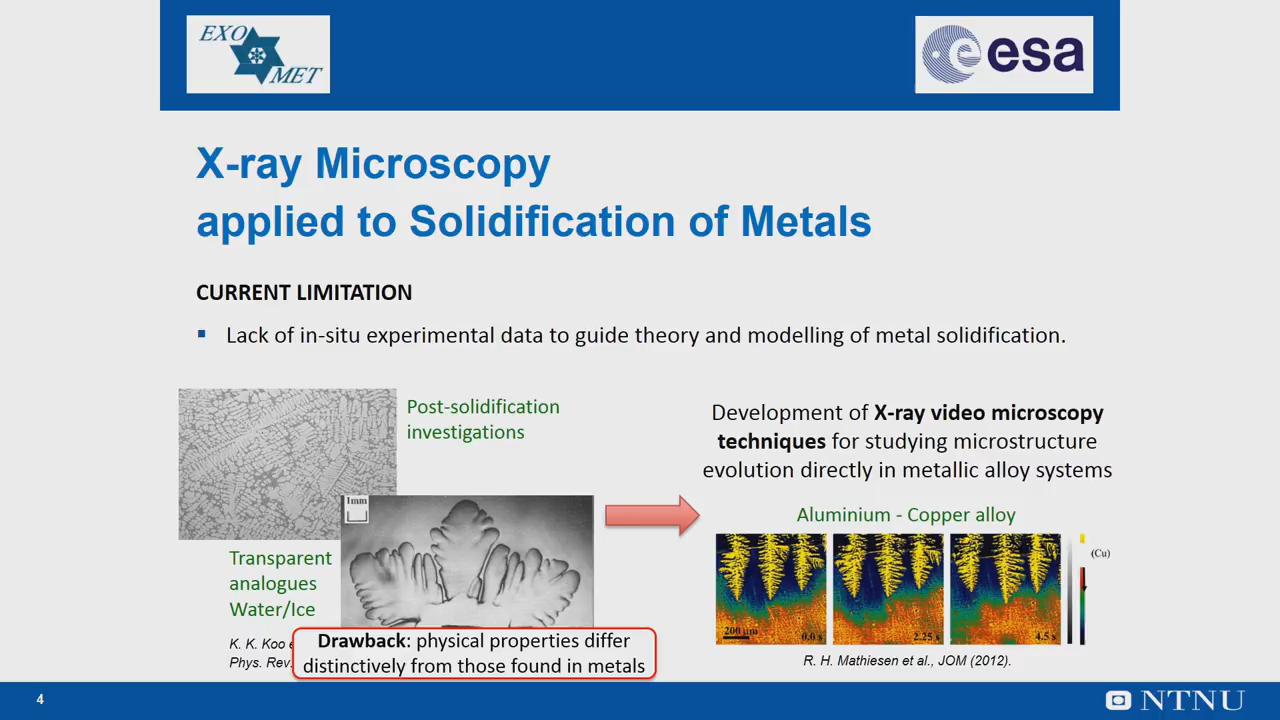 EXO
MET
esa
X-ray Microscopy
applied to Solidification of Metals
CURRENT LIMITATION
Lack of in-situ experimental data to guide theory and modelling of metal solidification.
Post-solidification
investigations
1mm
Transparent
analogues
Water/Ice
K. K. Koo
Phys. Rev.
Drawback: physical properties differ
distinctively from those found in metals
Development of X-ray video microscopy
techniques for studying microstructure
evolution directly in metallic alloy systems
Aluminium - Copper alloy
⟨Cu⟩
200 µm
0.0 s
2.25 s
4.5 s
R. H. Mathiesen et al., JOM (2012).
4
NTNU